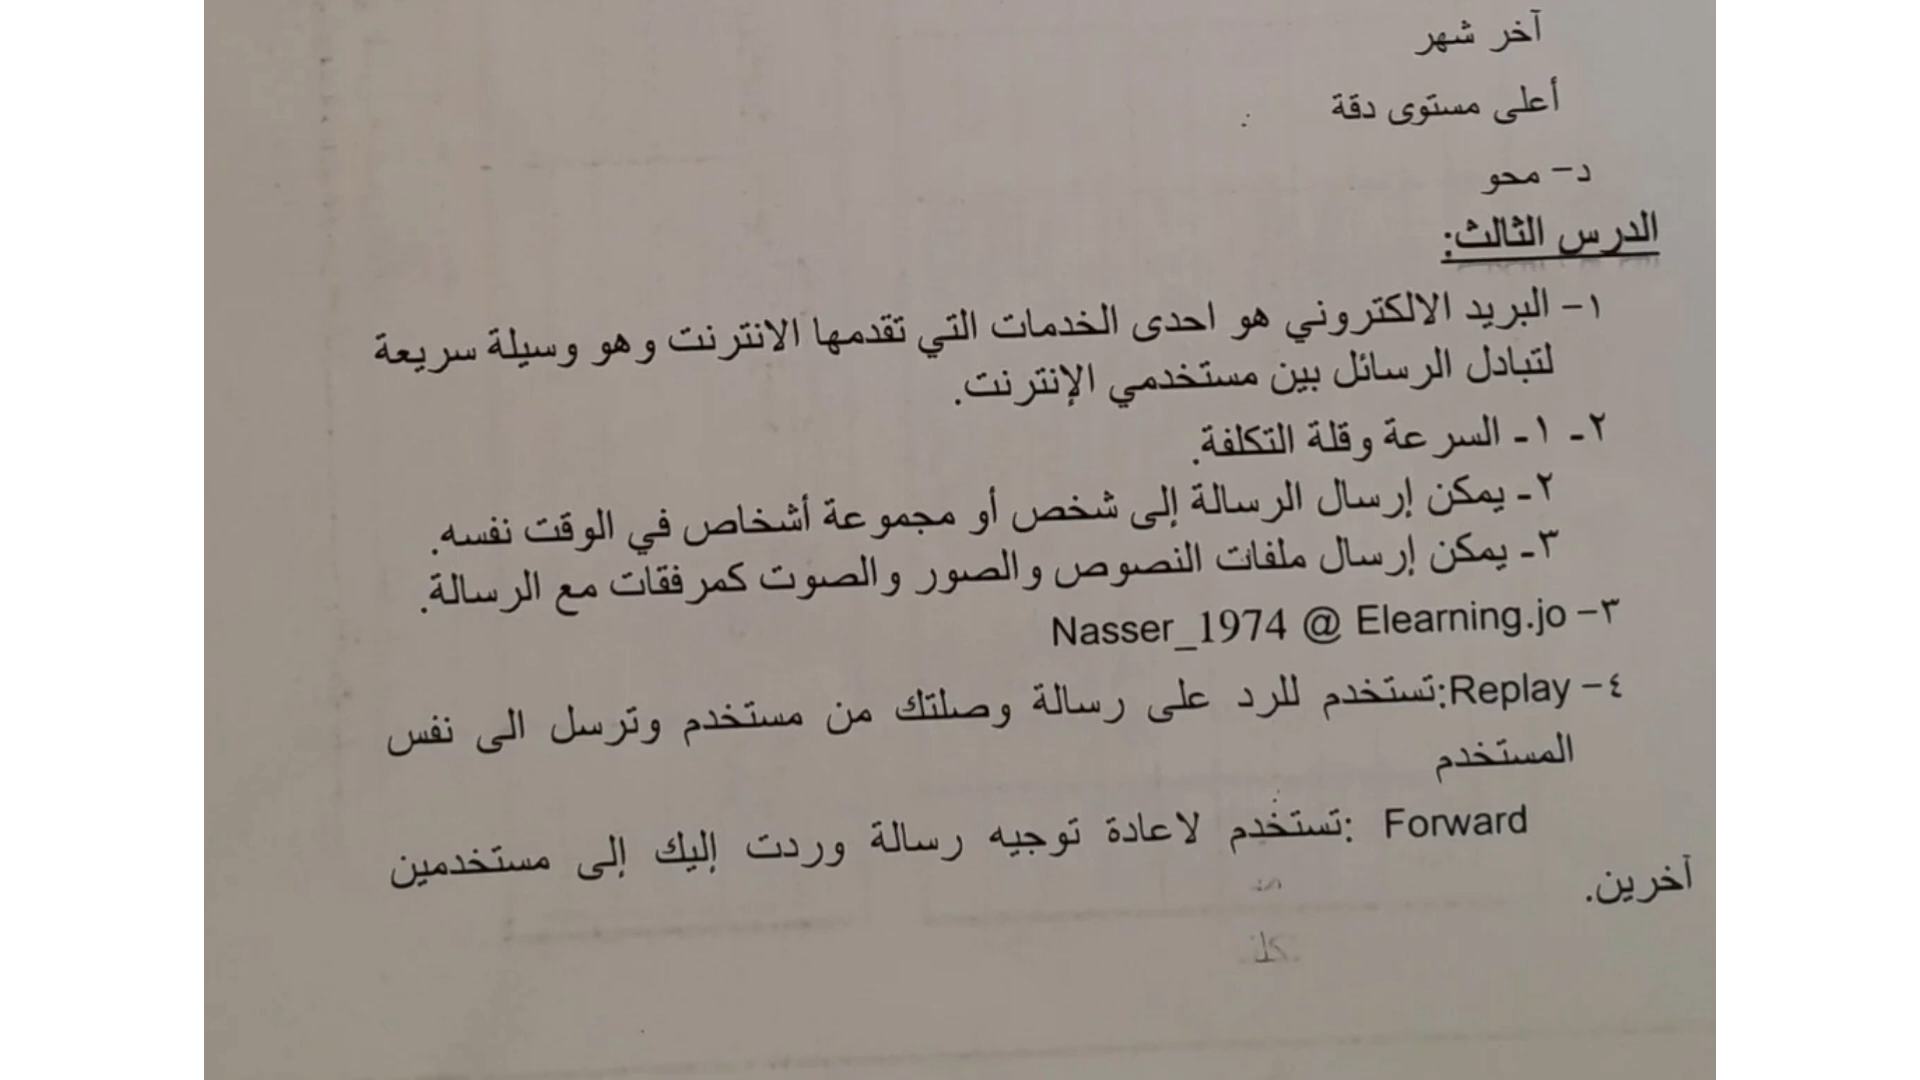 آخر شهر
أعلى مستوى دقة
د- محو
الدرس الثالث:
١- البريد الالكتروني هو احدى الخدمات التي تقدمها الانترنت وهو وسيلة سريعة
لتبادل الرسائل بين مستخدمي الإنترنت.
٢- ١- السرعة وقلة التكلفة.
٢- يمكن إرسال الرسالة إلى شخص أو مجموعة أشخاص في الوقت نفسه.
٣- يمكن إرسال ملفات النصوص والصور والصوت كمرفقات مع الرسالة.
٣- Nasser_1974 @ Elearning.jo
٤- Replay:تستخدم للرد على رسالة وصلتك من مستخدم وترسل الى نفس
المستخدم
Forward :تستخدم لاعادة توجيه رسالة وردت إليك إلى مستخدمين
آخرين.